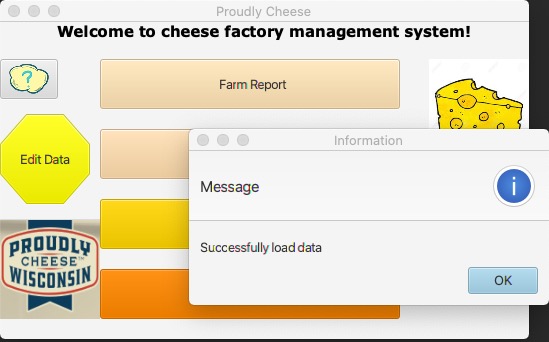 Proudly Cheese
Welcome to cheese factory management system!
?
Farm Report
Edit Data
Information
Message
i
Successfully load data
OK
PROUDLY
CHEESE™
WISCONSIN